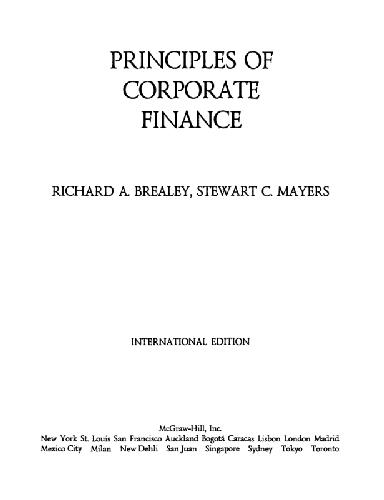 PRINCIPLES OF
CORPORATE
FINANCE
RICHARD A. BREALEY, STEWART C. MAYERS
INTERNATIONAL EDITION
McGraw-Hill, Inc.
New York St. Louis San Francisco Auckland Bogotá Caracas Lisbon London Madrid
Mexico City Milan New Dehli San Juan Singapore Sydney Tokyo Toronto